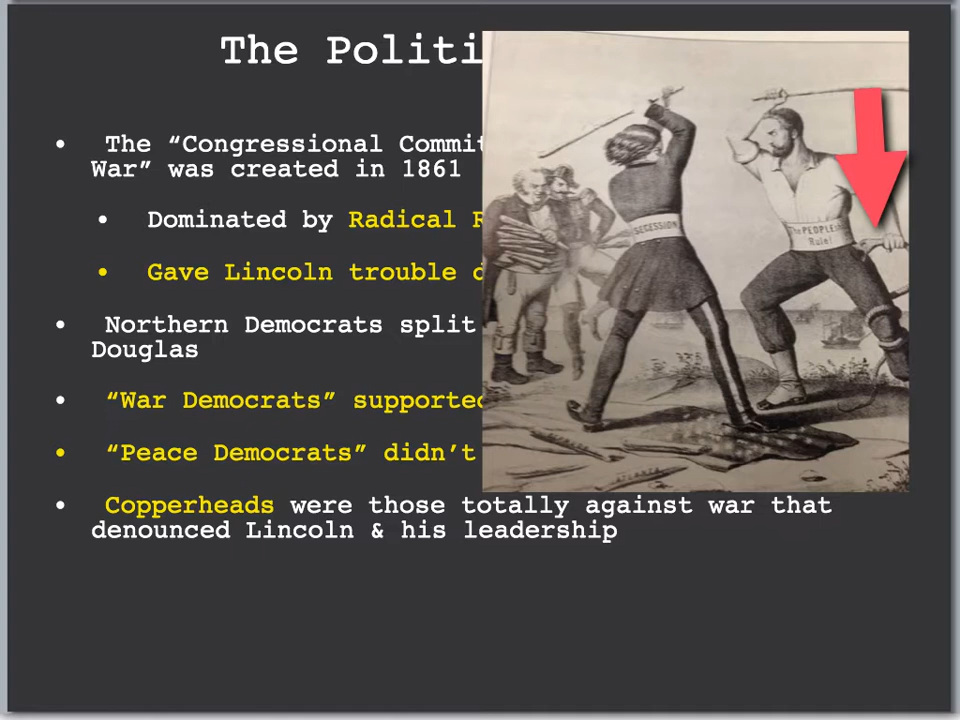 The Politi
• The “Congressional Commit
War” was created in 1861
• Dominated by Radical R
• Gave Lincoln trouble d
• Northern Democrats split
Douglas
• “War Democrats” supported
• “Peace Democrats” didn’t
• Copperheads were those totally against war that
denounced Lincoln & his leadership
SECESSION
The PEOPLE
Rule!
ATLANTA